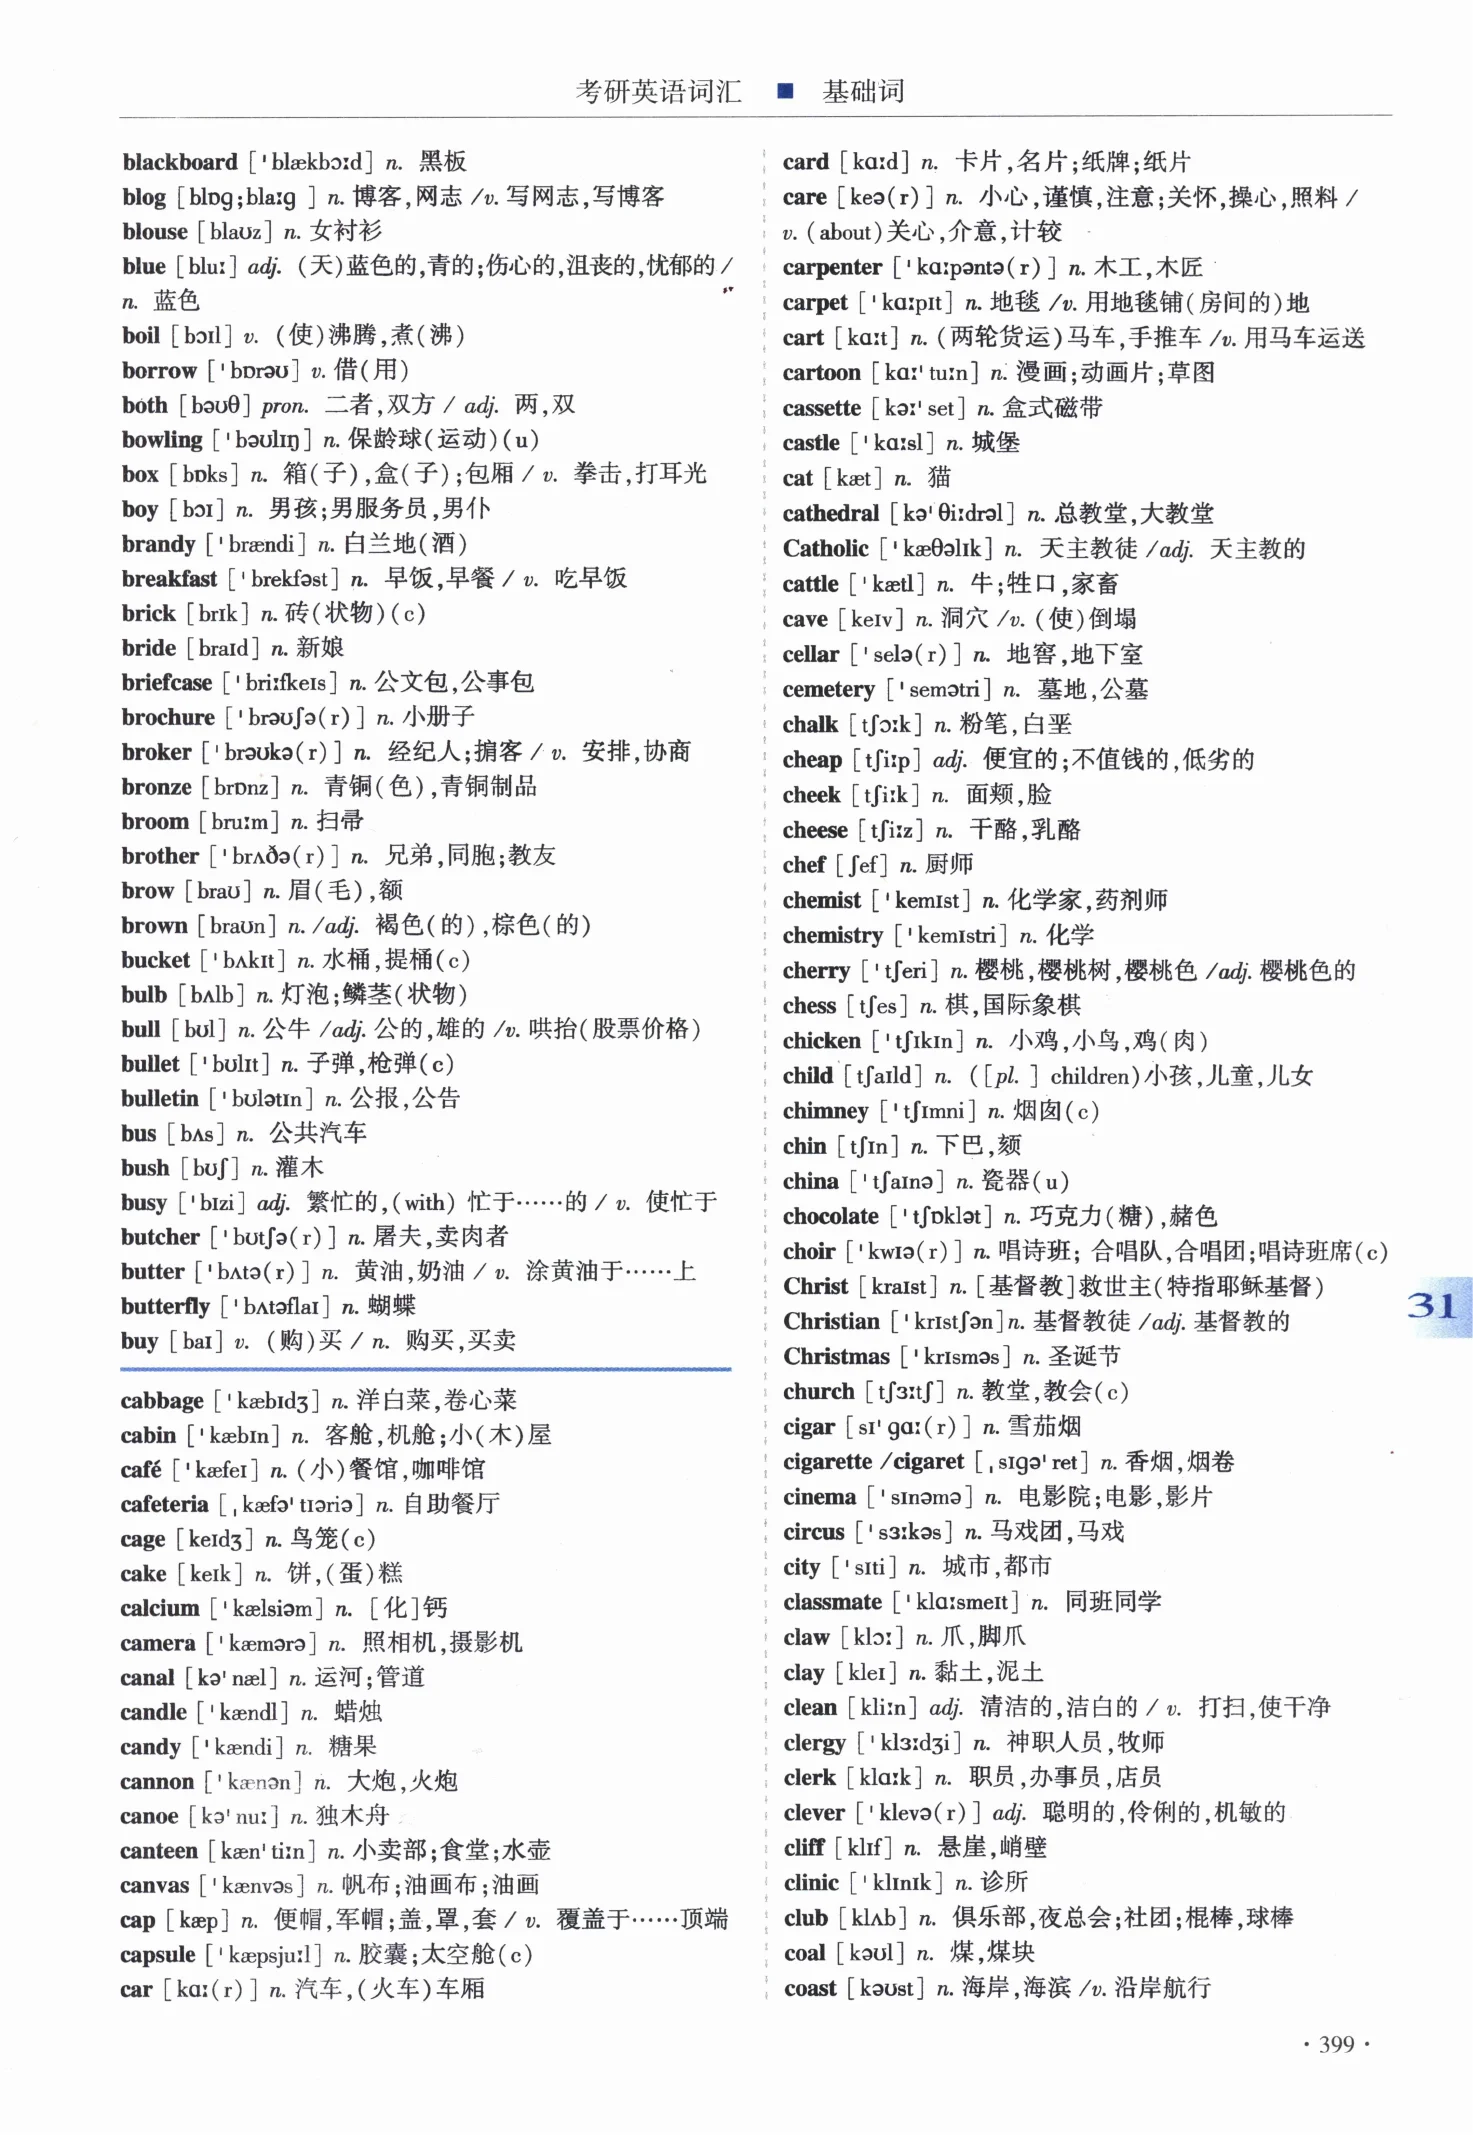 考研英语词汇 ■ 基础词
blackboard [ˈblækbɔːd] n. 黑板
blog [blɒg;blaːg ] n. 博客,网志 /v. 写网志,写博客
blouse [blaʊz] n. 女衬衫
blue [bluː] adj. (天)蓝色的,青的;伤心的,沮丧的,忧郁的 /
n. 蓝色
boil [bɔɪl] v. (使)沸腾,煮(沸)
borrow [ˈbɒrəʊ] v. 借(用)
both [bəʊθ] pron. 二者,双方 / adj. 两,双
bowling [ˈbəʊlɪŋ] n. 保龄球(运动)(u)
box [bɒks] n. 箱(子),盒(子);包厢 / v. 拳击,打耳光
boy [bɔɪ] n. 男孩;男服务员,男仆
brandy [ˈbrændi] n. 白兰地(酒)
breakfast [ˈbrekfəst] n. 早饭,早餐 / v. 吃早饭
brick [brɪk] n. 砖(状物)(c)
bride [braɪd] n. 新娘
briefcase [ˈbriːfkeɪs] n. 公文包,公事包
brochure [ˈbrəʊʃə(r)] n. 小册子
broker [ˈbrəʊkə(r)] n. 经纪人;掮客 / v. 安排,协商
bronze [brɒnz] n. 青铜(色),青铜制品
broom [bruːm] n. 扫帚
brother [ˈbrʌðə(r)] n. 兄弟,同胞;教友
brow [braʊ] n. 眉(毛),额
brown [braʊn] n. /adj. 褐色(的),棕色(的)
bucket [ˈbʌkɪt] n. 水桶,提桶(c)
bulb [bʌlb] n. 灯泡;鳞茎(状物)
bull [bʊl] n. 公牛 /adj. 公的,雄的 /v. 哄抬(股票价格)
bullet [ˈbʊlɪt] n. 子弹,枪弹(c)
bulletin [ˈbʊlətɪn] n. 公报,公告
bus [bʌs] n. 公共汽车
bush [bʊʃ] n. 灌木
busy [ˈbɪzi] adj. 繁忙的,(with) 忙于……的 / v. 使忙于
butcher [ˈbʊtʃə(r)] n. 屠夫,卖肉者
butter [ˈbʌtə(r)] n. 黄油,奶油 / v. 涂黄油于……上
butterfly [ˈbʌtəflaɪ] n. 蝴蝶
buy [baɪ] v. (购)买 / n. 购买,买卖
cabbage [ˈkæbɪdʒ] n. 洋白菜,卷心菜
cabin [ˈkæbɪn] n. 客舱,机舱;小(木)屋
café [ˈkæfeɪ] n. (小)餐馆,咖啡馆
cafeteria [ˌkæfəˈtɪəriə] n. 自助餐厅
cage [keɪdʒ] n. 鸟笼(c)
cake [keɪk] n. 饼,(蛋)糕
calcium [ˈkælsiəm] n. [化]钙
camera [ˈkæmərə] n. 照相机,摄影机
canal [kəˈnæl] n. 运河;管道
candle [ˈkændl] n. 蜡烛
candy [ˈkændi] n. 糖果
cannon [ˈkænən] n. 大炮,火炮
canoe [kəˈnuː] n. 独木舟
canteen [kænˈtiːn] n. 小卖部;食堂;水壶
canvas [ˈkænvəs] n. 帆布;油画布;油画
cap [kæp] n. 便帽,军帽;盖,罩,套 / v. 覆盖于……顶端
capsule [ˈkæpsjuːl] n. 胶囊;太空舱(c)
car [kɑː(r)] n. 汽车,(火车)车厢
card [kɑːd] n. 卡片,名片;纸牌;纸片
care [keə(r)] n. 小心,谨慎,注意;关怀,操心,照料 /
v. (about)关心,介意,计较
carpenter [ˈkɑːpəntə(r)] n. 木工,木匠
carpet [ˈkɑːpɪt] n. 地毯 /v. 用地毯铺(房间的)地
cart [kɑːt] n. (两轮货运)马车,手推车 /v. 用马车运送
cartoon [kɑːˈtuːn] n. 漫画;动画片;草图
cassette [kəːˈset] n. 盒式磁带
castle [ˈkɑːsl] n. 城堡
cat [kæt] n. 猫
cathedral [kəˈθiːdrəl] n. 总教堂,大教堂
Catholic [ˈkæθəlɪk] n. 天主教徒 /adj. 天主教的
cattle [ˈkætl] n. 牛;牲口,家畜
cave [keɪv] n. 洞穴 /v. (使)倒塌
cellar [ˈselə(r)] n. 地窖,地下室
cemetery [ˈsemətri] n. 墓地,公墓
chalk [tʃɔːk] n. 粉笔,白垩
cheap [tʃiːp] adj. 便宜的;不值钱的,低劣的
cheek [tʃiːk] n. 面颊,脸
cheese [tʃiːz] n. 干酪,乳酪
chef [ʃef] n. 厨师
chemist [ˈkemɪst] n. 化学家,药剂师
chemistry [ˈkemɪstri] n. 化学
cherry [ˈtʃeri] n. 樱桃,樱桃树,樱桃色 /adj. 樱桃色的
chess [tʃes] n. 棋,国际象棋
chicken [ˈtʃɪkɪn] n. 小鸡,小鸟,鸡(肉)
child [tʃaɪld] n. ([pl. ] children)小孩,儿童,儿女
chimney [ˈtʃɪmni] n. 烟囱(c)
chin [tʃɪn] n. 下巴,颏
china [ˈtʃaɪnə] n. 瓷器(u)
chocolate [ˈtʃɒklət] n. 巧克力(糖),赭色
choir [ˈkwɪə(r)] n. 唱诗班; 合唱队,合唱团;唱诗班席(c)
Christ [kraɪst] n. [基督教]救世主(特指耶稣基督)
Christian [ˈkrɪstʃən] n. 基督教徒 /adj. 基督教的
Christmas [ˈkrɪsməs] n. 圣诞节
church [tʃɜːtʃ] n. 教堂,教会(c)
cigar [sɪˈgɑː(r)] n. 雪茄烟
cigarette /cigaret [ˌsɪgəˈret] n. 香烟,烟卷
cinema [ˈsɪnəmə] n. 电影院;电影,影片
circus [ˈsɜːkəs] n. 马戏团,马戏
city [ˈsɪti] n. 城市,都市
classmate [ˈklɑːsmeɪt] n. 同班同学
claw [klɔː] n. 爪,脚爪
clay [kleɪ] n. 黏土,泥土
clean [kliːn] adj. 清洁的,洁白的 / v. 打扫,使干净
clergy [ˈklɜːdʒi] n. 神职人员,牧师
clerk [klɑːk] n. 职员,办事员,店员
clever [ˈklevə(r)] adj. 聪明的,伶俐的,机敏的
cliff [klɪf] n. 悬崖,峭壁
clinic [ˈklɪnɪk] n. 诊所
club [klʌb] n. 俱乐部,夜总会;社团;棍棒,球棒
coal [kəʊl] n. 煤,煤块
coast [kəʊst] n. 海岸,海滨 /v. 沿岸航行
31
· 399 ·